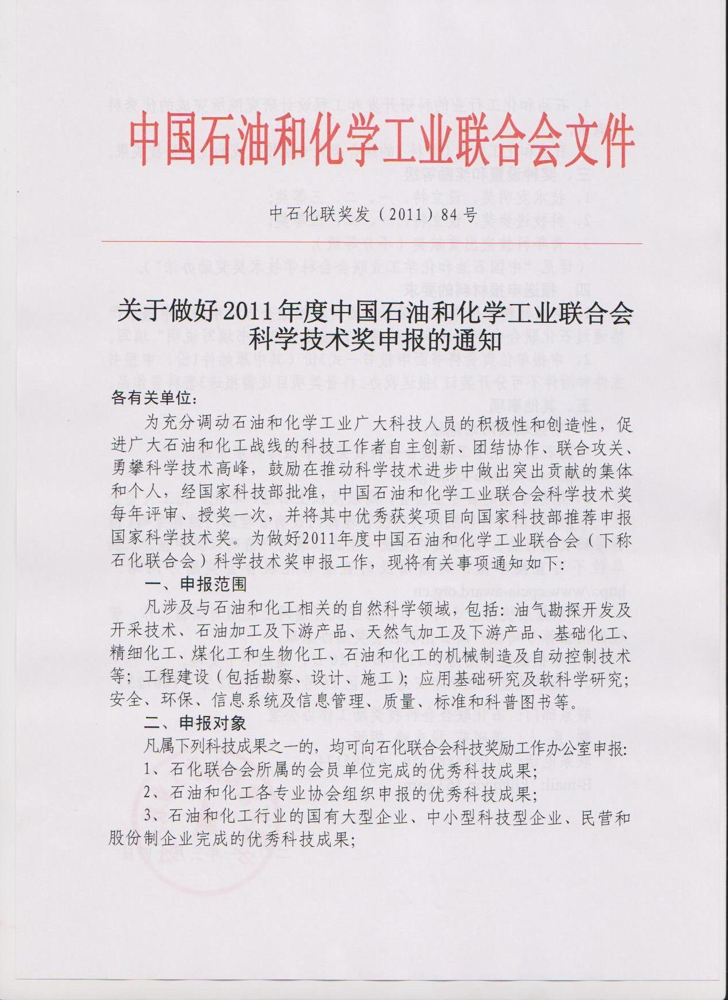 中国石油和化学工业联合会文件
中石化联奖发（2011）84号
关于做好2011年度中国石油和化学工业联合会
科学技术奖申报的通知
各有关单位：
为充分调动石油和化学工业广大科技人员的积极性和创造性，促
进广大石油和化工战线的科技工作者自主创新、团结协作、联合攻关、
勇攀科学技术高峰，鼓励在推动科学技术进步中做出突出贡献的集体
和个人，经国家科技部批准，中国石油和化学工业联合会科学技术奖
每年评审、授奖一次，并将其中优秀获奖项目向国家科技部推荐申报
国家科学技术奖。为做好2011年度中国石油和化学工业联合会（下称
石化联合会）科学技术奖申报工作，现将有关事项通知如下：
一、申报范围
凡涉及与石油和化工相关的自然科学领域，包括：油气勘探开发及
开采技术、石油加工及下游产品、天然气加工及下游产品、基础化工、
精细化工、煤化工和生物化工、石油和化工的机械制造及自动控制技术
等；工程建设（包括勘察、设计、施工）；应用基础研究及软科学研究；
安全、环保、信息系统及信息管理、质量、标准和科普图书等。
二、申报对象
凡属下列科技成果之一的，均可向石化联合会科技奖励工作办公室申报：
1、石化联合会所属的会员单位完成的优秀科技成果；
2、石油和化工各专业协会组织申报的优秀科技成果；
3、石油和化工行业的国有大型企业、中小型科技型企业、民营和
股份制企业完成的优秀科技成果；